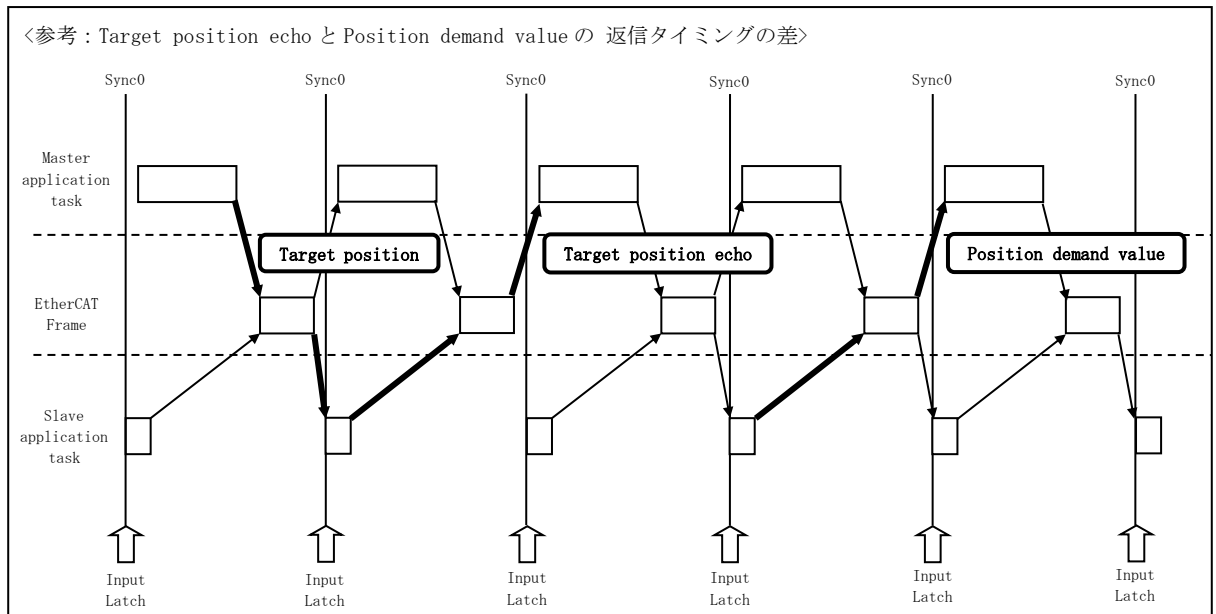 <参考：Target position echo と Position demand value の 返信タイミングの差>
Sync0 Sync0 Sync0 Sync0 Sync0 Sync0
Master
application
task
Target position Target position echo Position demand value
EtherCAT
Frame
Slave
application
task
Input Input Input Input Input Input
Latch Latch Latch Latch Latch Latch